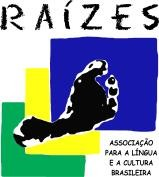 RAÍZES
ASSOCIAÇÃO
PARA A LÍNGUA
E A CULTURA
BRASILEIRA